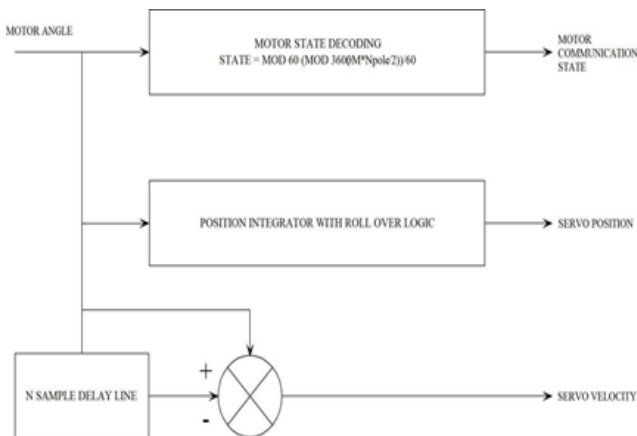 MOTOR ANGLE
MOTOR STATE DECODING
STATE = MOD 60 (MOD 360(θM*Npole/2))/60
MOTOR
COMMUNICATION
STATE
POSITION INTEGRATOR WITH ROLL OVER LOGIC
SERVO POSITION
N SAMPLE DELAY LINE
+
-
SERVO VELOCITY